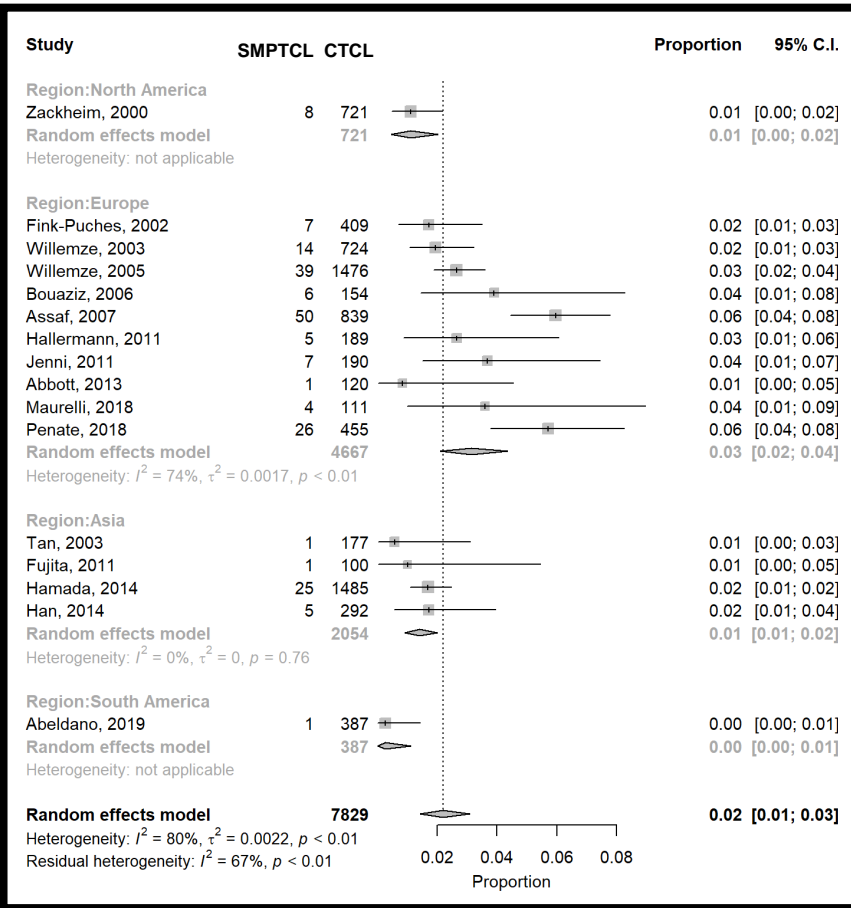 Study SMPTCL CTCL Proportion 95% C.I.
Region:North America
Zackheim, 2000 8 721 0.01 [0.00; 0.02]
Random effects model 721 0.01 [0.00; 0.02]
Heterogeneity: not applicable
Region:Europe
Fink-Puches, 2002 7 409 0.02 [0.01; 0.03]
Willemze, 2003 14 724 0.02 [0.01; 0.03]
Willemze, 2005 39 1476 0.03 [0.02; 0.04]
Bouaziz, 2006 6 154 0.04 [0.01; 0.08]
Assaf, 2007 50 839 0.06 [0.04; 0.08]
Hallermann, 2011 5 189 0.03 [0.01; 0.06]
Jenni, 2011 7 190 0.04 [0.01; 0.07]
Abbott, 2013 1 120 0.01 [0.00; 0.05]
Maurelli, 2018 4 111 0.04 [0.01; 0.09]
Penate, 2018 26 455 0.06 [0.04; 0.08]
Random effects model 4667 0.03 [0.02; 0.04]
Heterogeneity: I² = 74%, τ² = 0.0017, p < 0.01
Region:Asia
Tan, 2003 1 177 0.01 [0.00; 0.03]
Fujita, 2011 1 100 0.01 [0.00; 0.05]
Hamada, 2014 25 1485 0.02 [0.01; 0.02]
Han, 2014 5 292 0.02 [0.01; 0.04]
Random effects model 2054 0.01 [0.01; 0.02]
Heterogeneity: I² = 0%, τ² = 0, p = 0.76
Region:South America
Abeldano, 2019 1 387 0.00 [0.00; 0.01]
Random effects model 387 0.00 [0.00; 0.01]
Heterogeneity: not applicable
Random effects model 7829 0.02 [0.01; 0.03]
Heterogeneity: I² = 80%, τ² = 0.0022, p < 0.01
Residual heterogeneity: I² = 67%, p < 0.01
0.02 0.04 0.06 0.08
Proportion